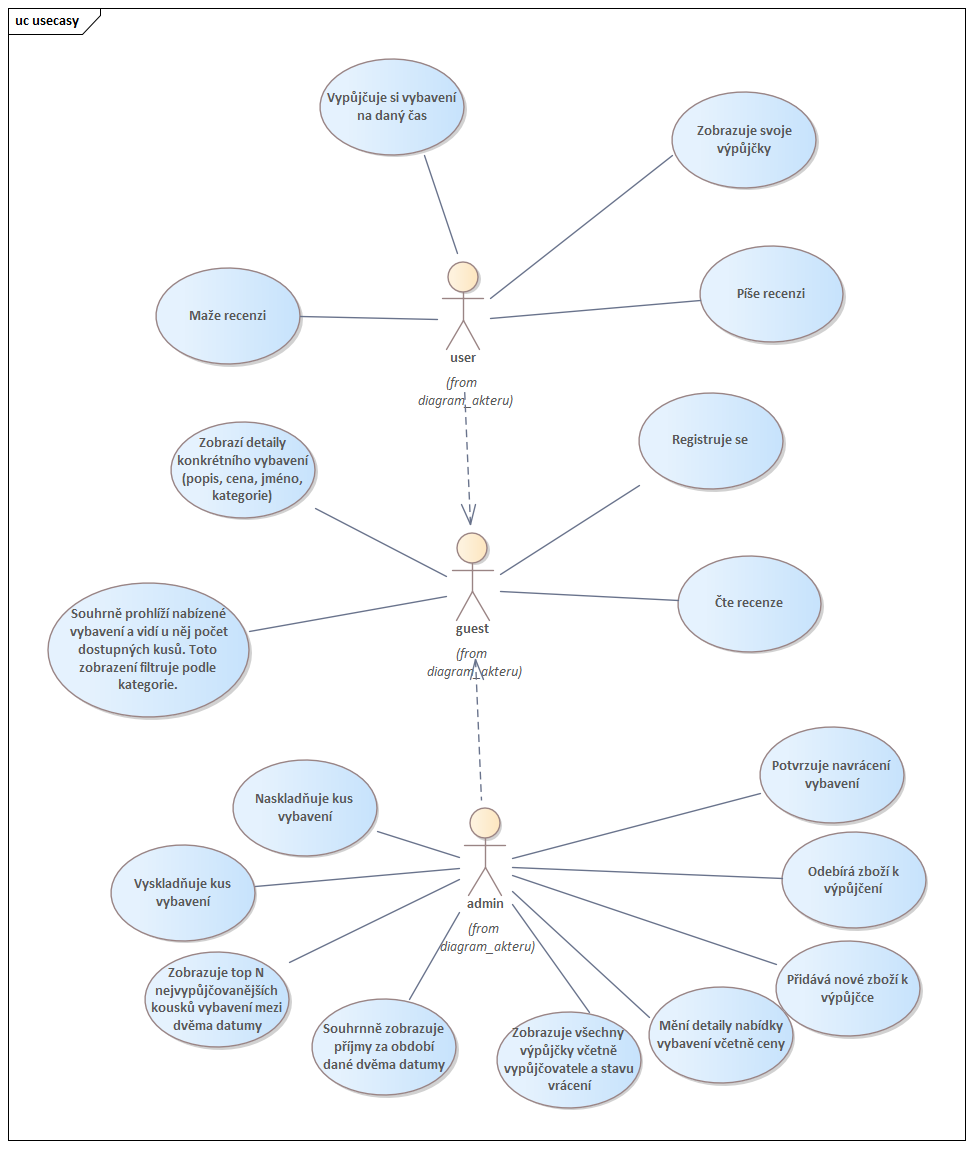 uc usecasy
Vypůjčuje si vybavení
na daný čas
Zobrazuje svoje
výpůjčky
Maže recenzi
Píše recenzi
user
(from
diagram_akteru)
Zobrazí detaily
konkrétního vybavení
(popis, cena, jméno,
kategorie)
Registruje se
Souhrně prohlíží nabízené
vybavení a vidí u něj počet
dostupných kusů. Toto
zobrazení filtruje podle
kategorie.
Čte recenze
guest
(from
diagram_akteru)
Naskladňuje kus
vybavení
Potvrzuje navrácení
vybavení
Vyskladňuje kus
vybavení
Odebírá zboží k
výpůjčení
admin
(from
diagram_akteru)
Zobrazuje top N
nejvypůjčovanějších
kousků vybavení mezi
dvěma datumy
Přidává nové zboží k
výpůjčce
Souhrnně zobrazuje
příjmy za období
dané dvěma datumy
Zobrazuje všechny
výpůjčky včetně
vypůjčovatele a stavu
vrácení
Mění detaily nabídky
vybavení včetně ceny